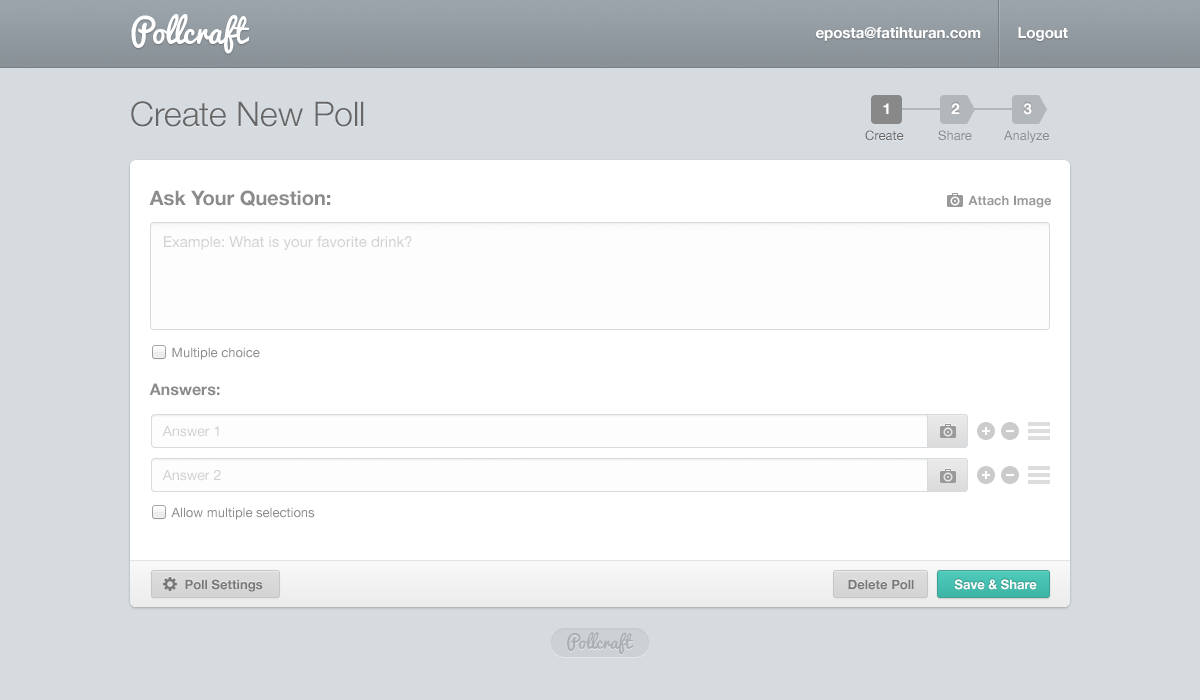 Pollcraft
eposta@fatihturan.com
Logout
Create New Poll
1
2
3
Create
Share
Analyze
Ask Your Question:
Attach Image
Example: What is your favorite drink?
Multiple choice
Answers:
Answer 1
Answer 2
Allow multiple selections
Poll Settings
Delete Poll
Save & Share
Pollcraft